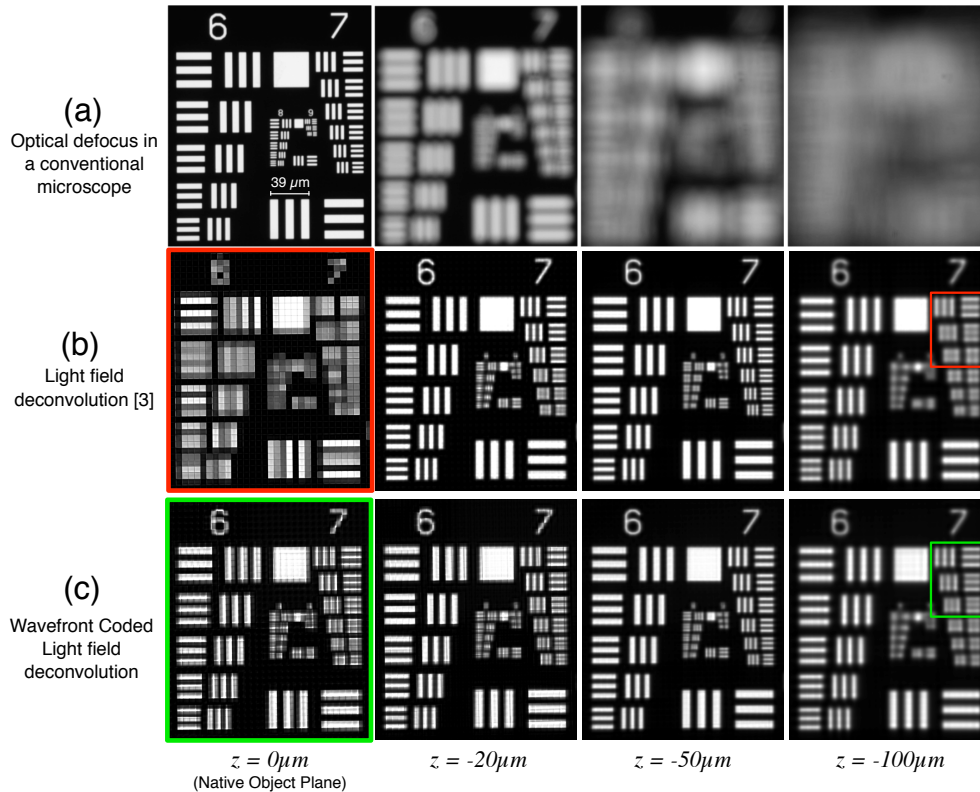 6 7
8 9
39 µm
(a)
Optical defocus in
a conventional
microscope
6 7
6 7
6 7
(b)
Light field
deconvolution [3]
6 7
6 7
6 7
6 7
(c)
Wavefront Coded
Light field
deconvolution
z = 0µm
(Native Object Plane)
z = -20µm
z = -50µm
z = -100µm